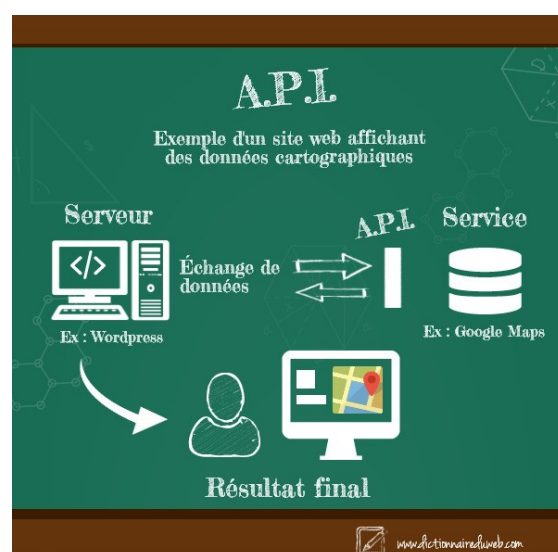 A.P.I.
Exemple d'un site web affichant
des données cartographiques
Serveur
A.P.I.
Service
</>
Échange de
données
Ex : Wordpress
Ex : Google Maps
Résultat final
www.dictionnaireduweb.com